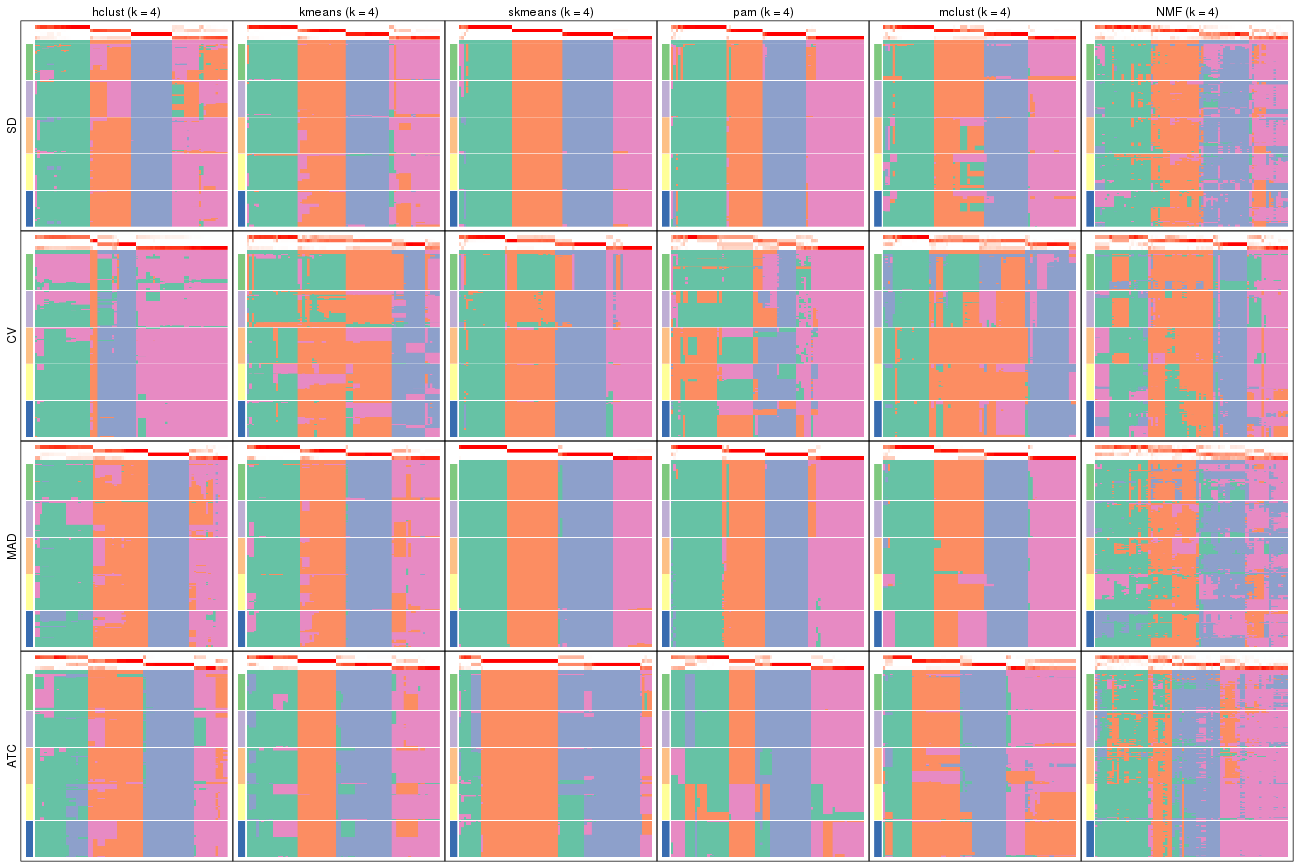 hclust (k = 4)
kmeans (k = 4)
skmeans (k = 4)
pam (k = 4)
mclust (k = 4)
NMF (k = 4)
SD
CV
MAD
ATC